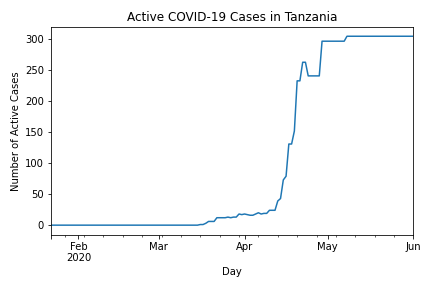 Active COVID-19 Cases in Tanzania
Number of Active Cases
300
250
200
150
100
50
0
Feb
2020
Mar
Apr
May
Jun
Day